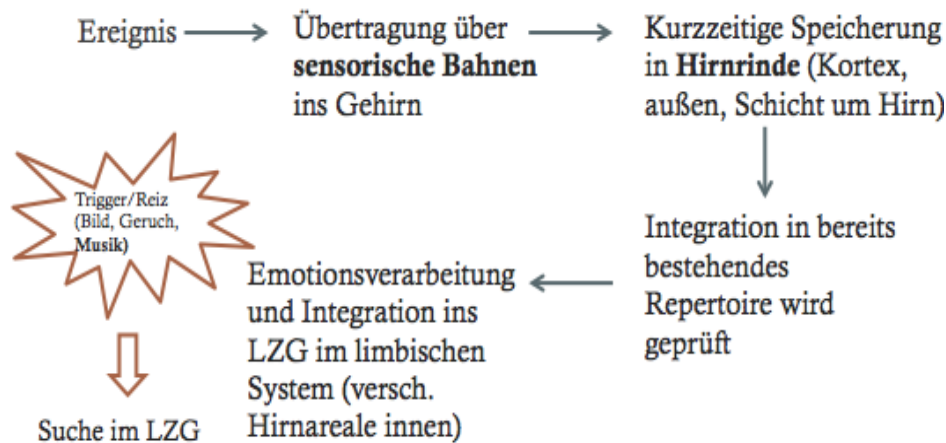 Ereignis
Übertragung über
sensorische Bahnen
ins Gehirn
Kurzzeitige Speicherung
in Hirnrinde (Kortex,
außen, Schicht um Hirn)
Integration in bereits
bestehendes
Repertoire wird
geprüft
Emotionsverarbeitung
und Integration ins
LZG im limbischen
System (versch.
Hirnareale innen)
Trigger/Reiz
(Bild, Geruch,
Musik)
Suche im LZG